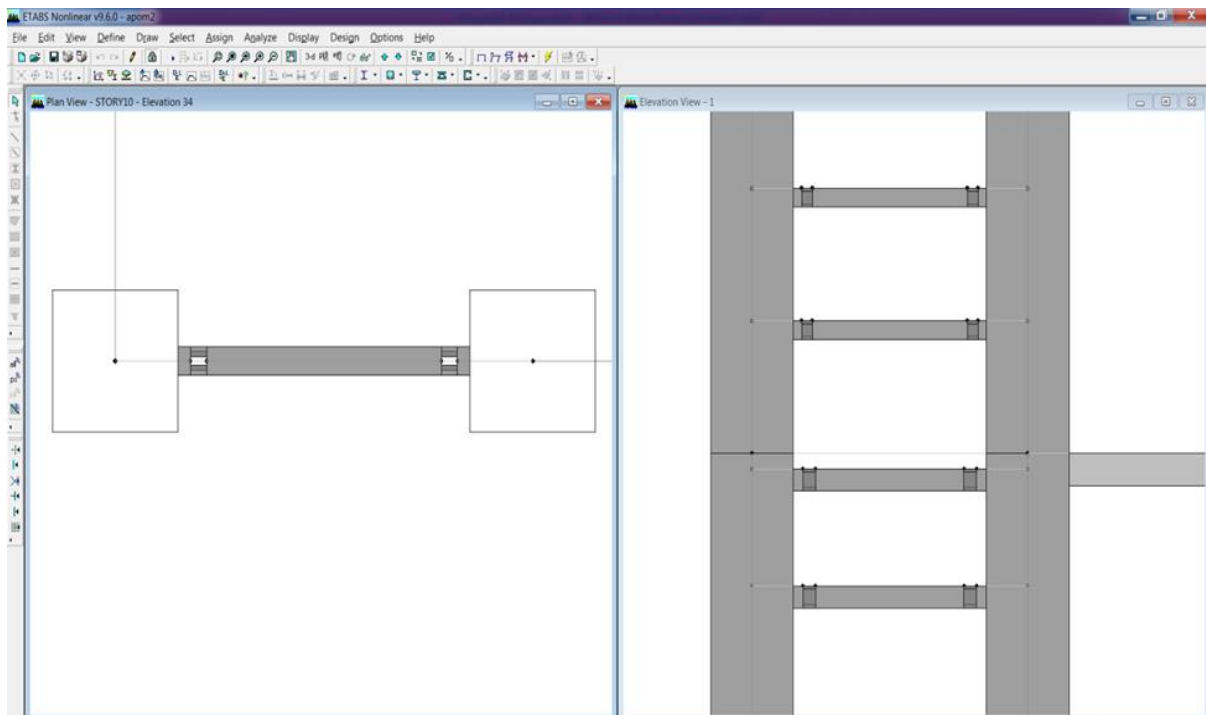 ETABS Nonlinear v9.6.0 - apom2
File Edit View Define Draw Select Assign Analyze Display Design Options Help
Plan View - STORY10 - Elevation 34
Elevation View - 1